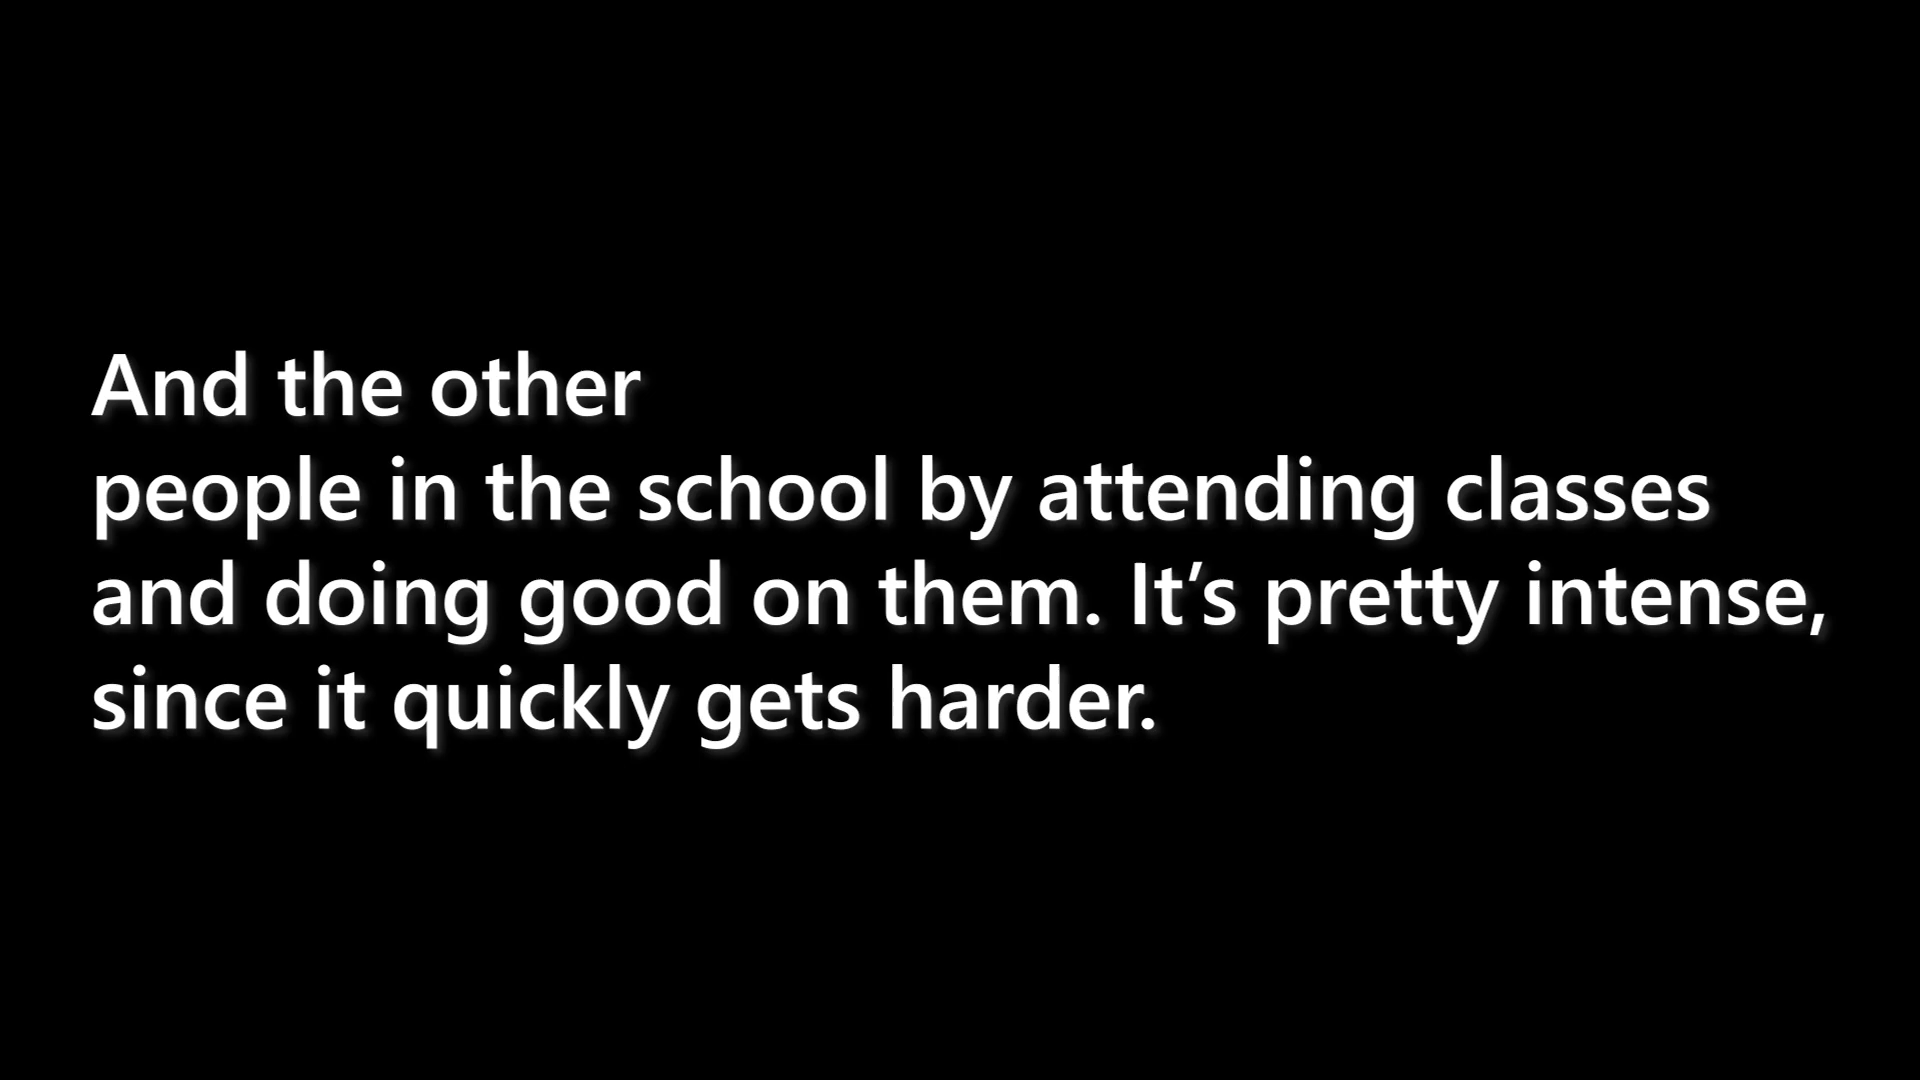 And the other
people in the school by attending classes
and doing good on them. It’s pretty intense,
since it quickly gets harder.